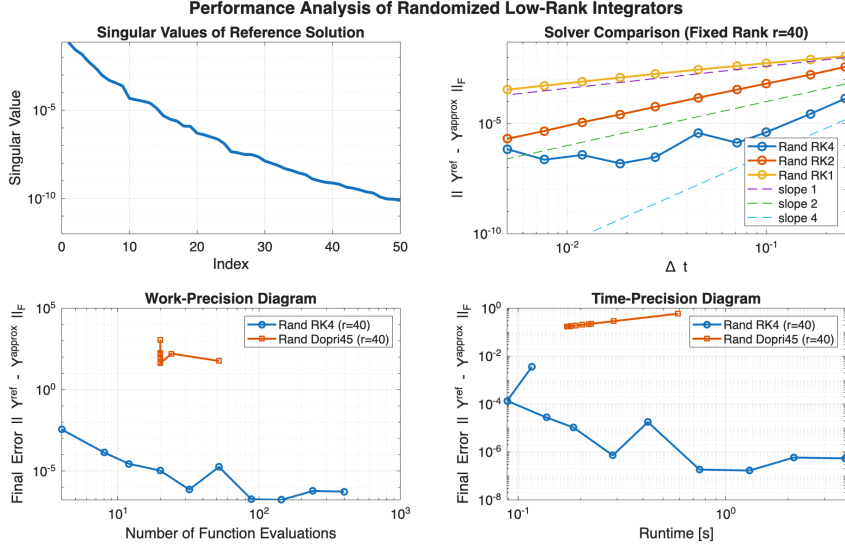 Performance Analysis of Randomized Low-Rank Integrators
Singular Values of Reference Solution
Singular Value
10^-5
10^-10
0 10 20 30 40 50
Index
Solver Comparison (Fixed Rank r=40)
|| Y^ref - Y^approx ||_F
10^-5
10^-10
10^-2 10^-1
Δ t
Rand RK4
Rand RK2
Rand RK1
slope 1
slope 2
slope 4
Work-Precision Diagram
Final Error || Y^ref - Y^approx ||_F
10^5
10^0
10^-5
10^1 10^2 10^3
Number of Function Evaluations
Rand RK4 (r=40)
Rand Dopri45 (r=40)
Time-Precision Diagram
Final Error || Y^ref - Y^approx ||_F
10^0
10^-2
10^-4
10^-6
10^-8
10^-1 10^0
Runtime [s]
Rand RK4 (r=40)
Rand Dopri45 (r=40)